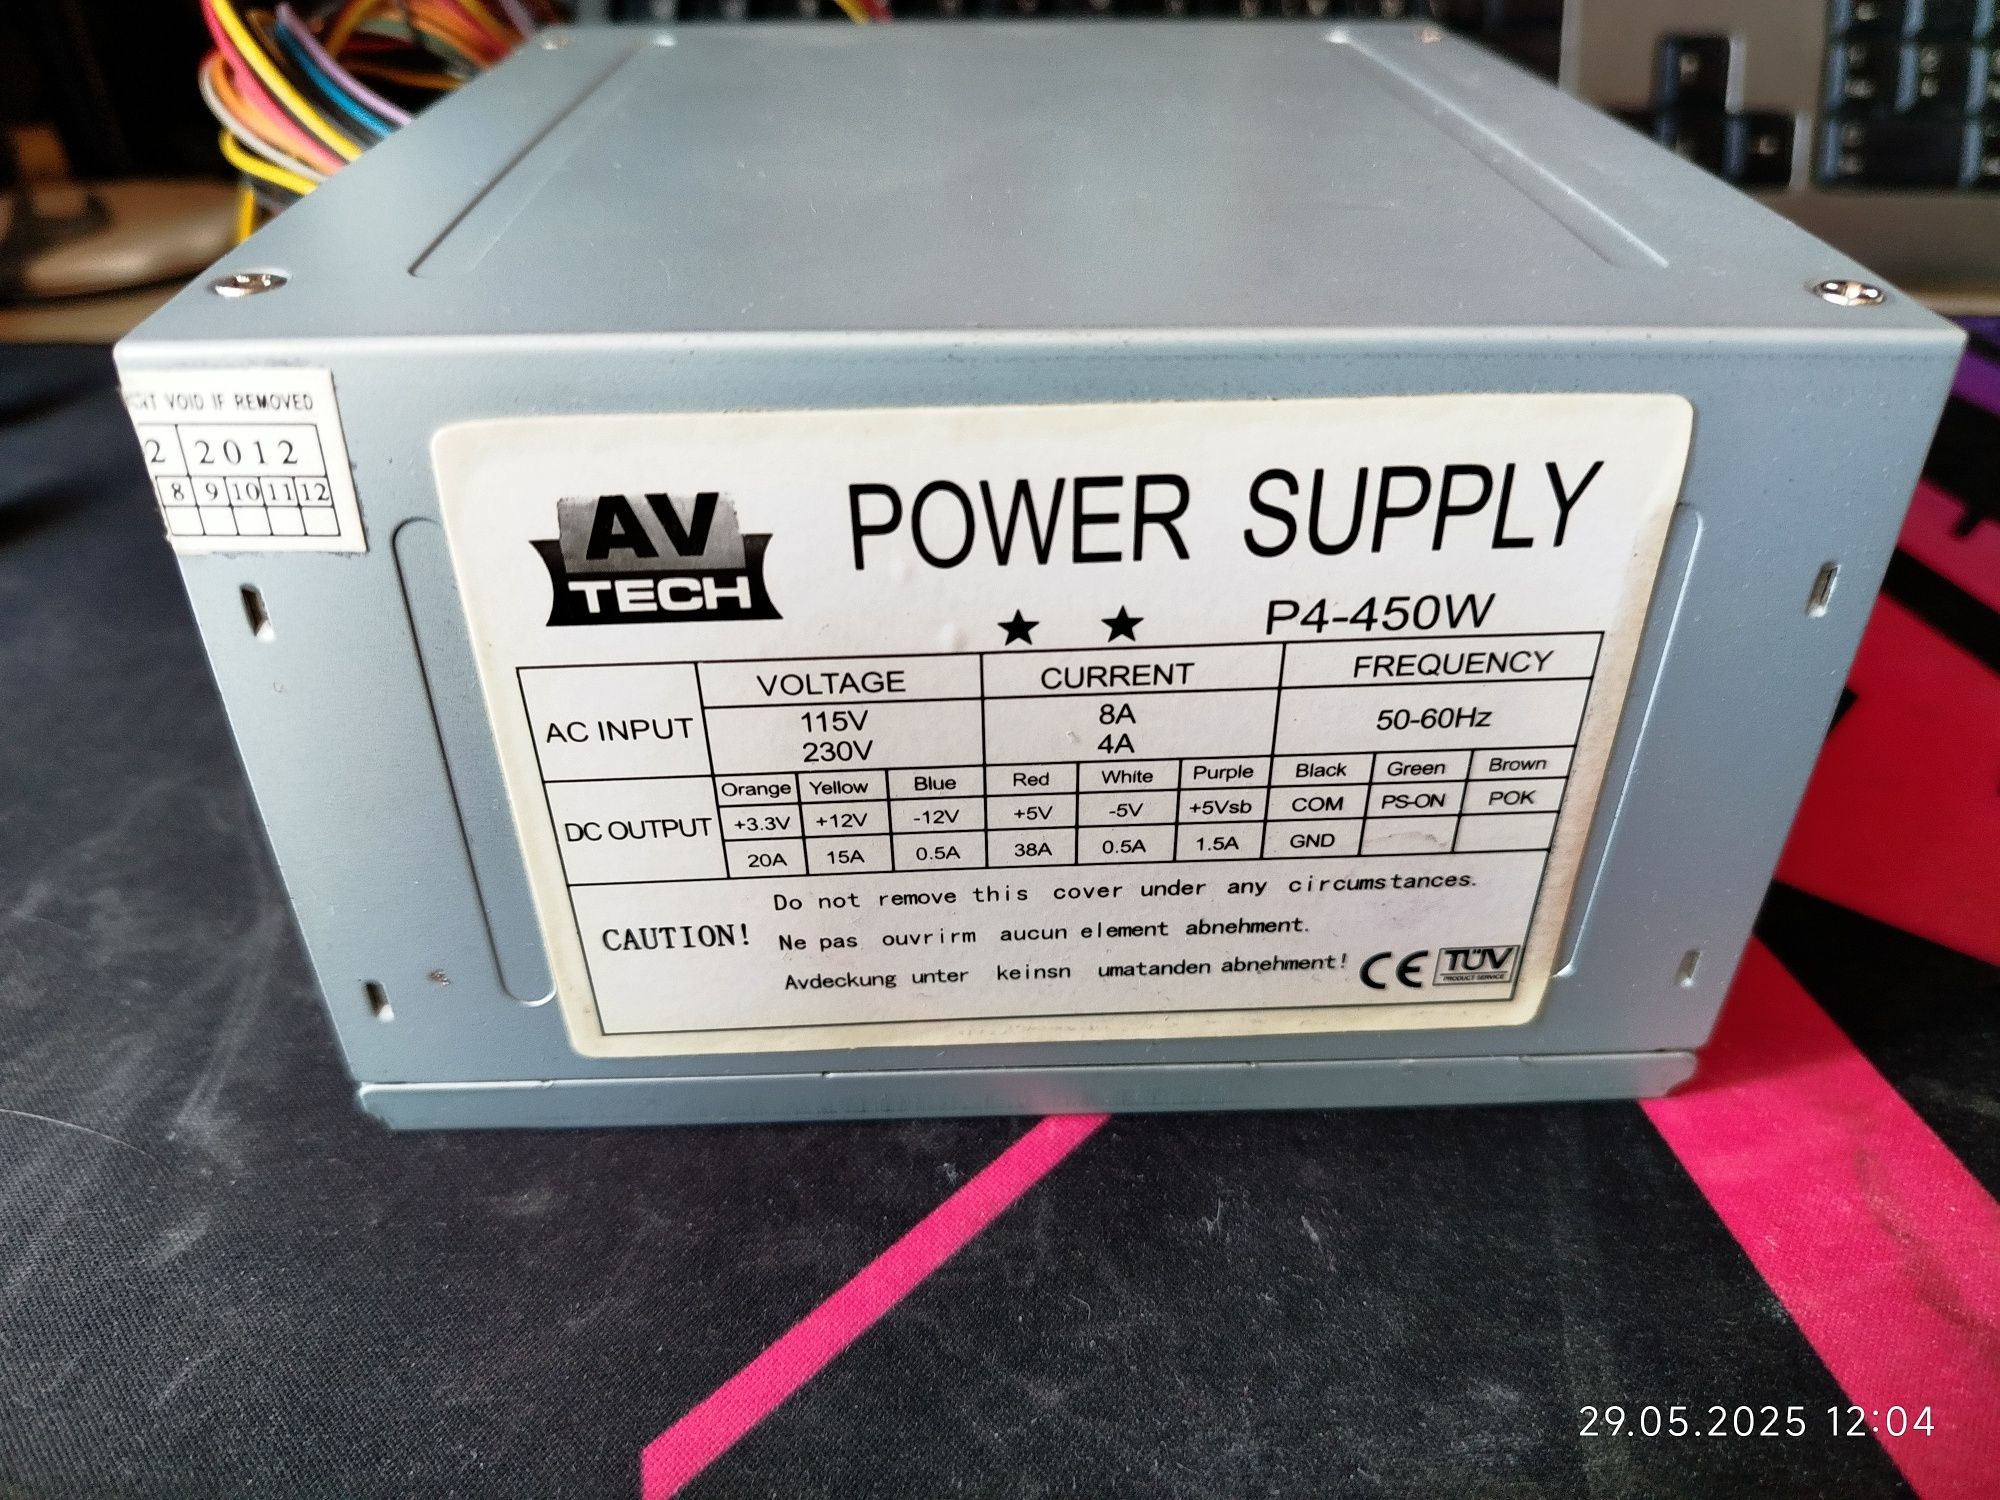 VOID IF REMOVED
2 2012
8 9 10 11 12
AV
TECH
POWER SUPPLY
★ ★ P4-450W
VOLTAGE CURRENT FREQUENCY
AC INPUT 115V 8A 50-60Hz
230V 4A
Orange Yellow Blue Red White Purple Black Green Brown
DC OUTPUT +3.3V +12V -12V +5V -5V +5Vsb COM PS-ON POK
20A 15A 0.5A 38A 0.5A 1.5A GND
CAUTION! Do not remove this cover under any circumstances.
Ne pas ouvrirm aucun element abnehment.
Avdeckung unter keinsn umatanden abnehment!
CE TÜV
PRODUCT SERVICE
29.05.2025 12:04